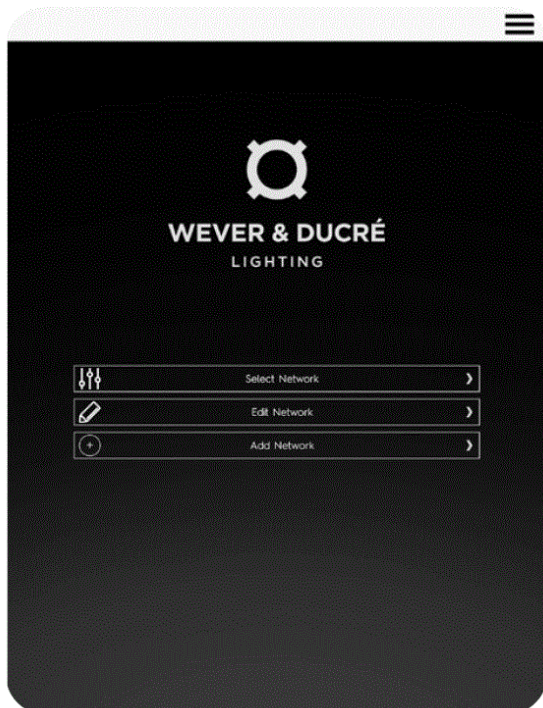 WEVER & DUCRÉ
LIGHTING
Select Network
Edit Network
Add Network